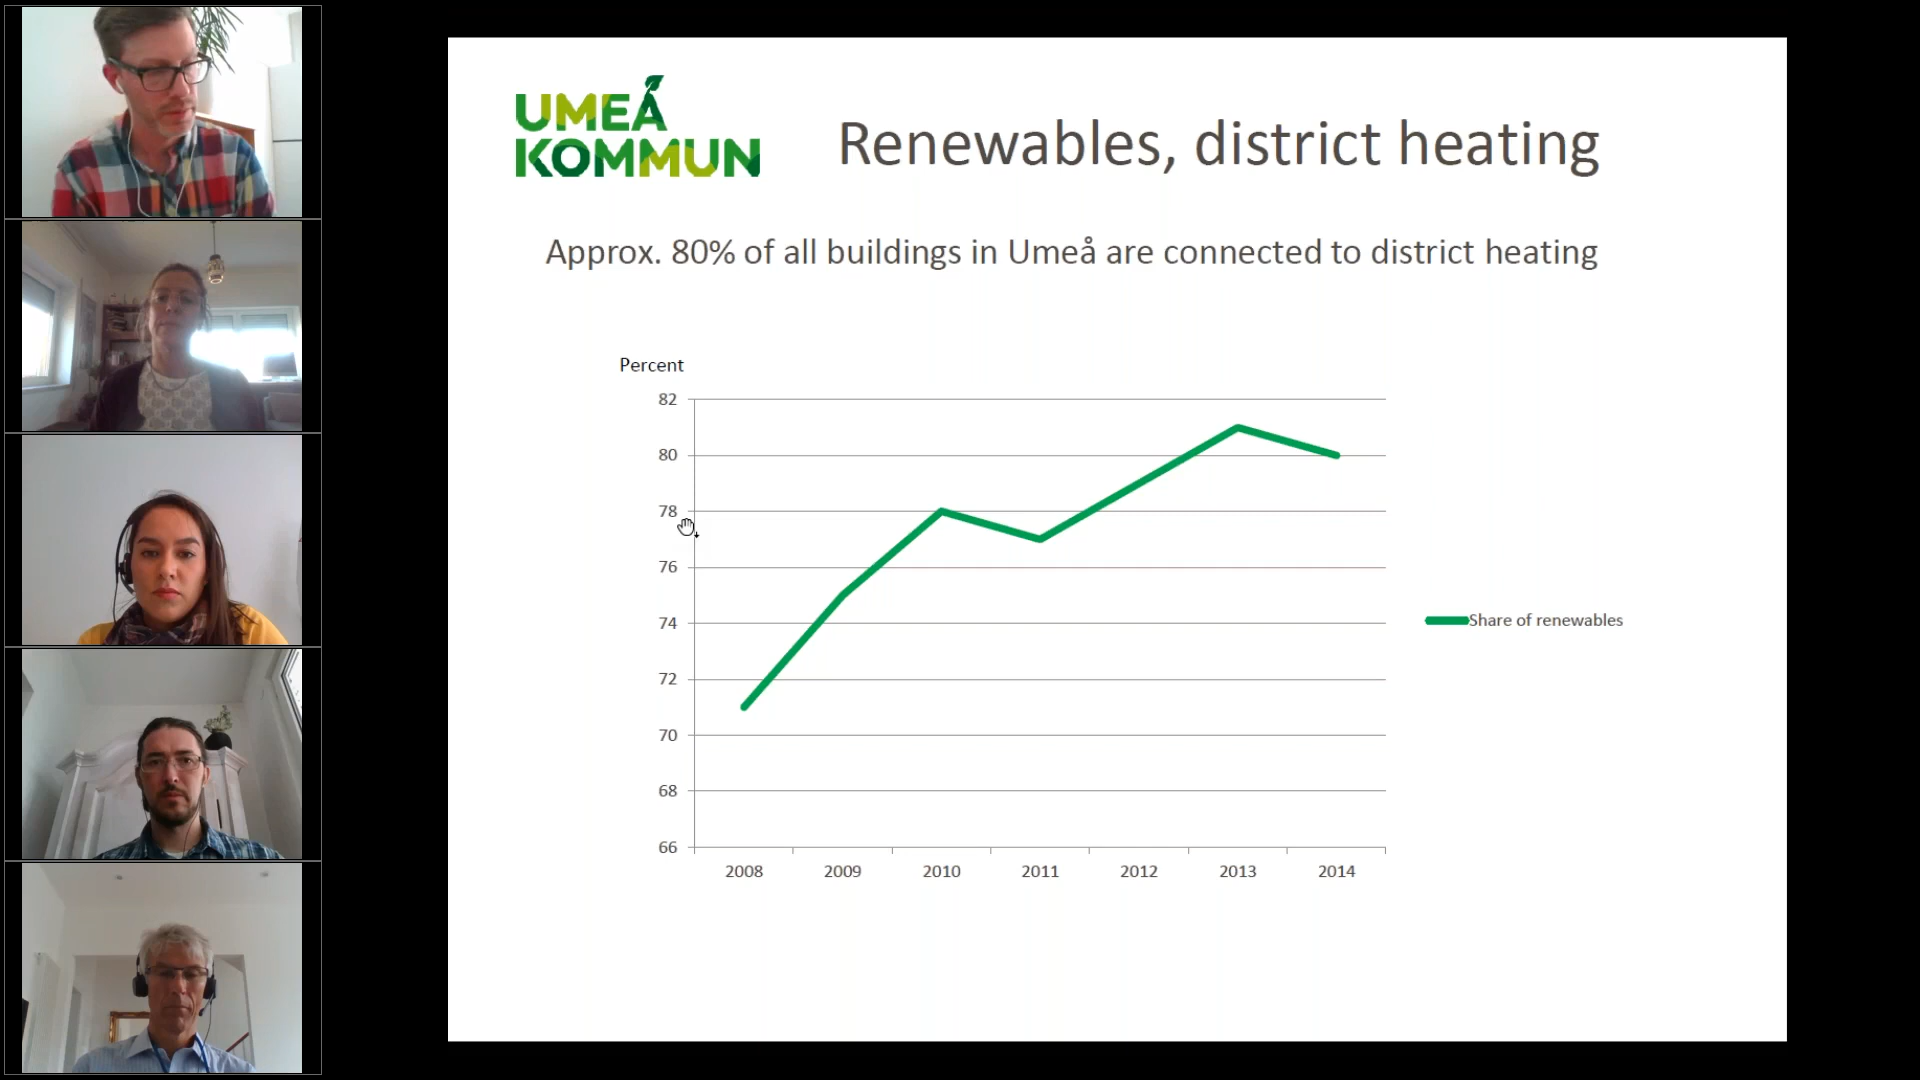 UMEÅ
KOMMUN
Renewables, district heating
Approx. 80% of all buildings in Umeå are connected to district heating
Percent
82
80
78
76
74
72
70
68
66
2008 2009 2010 2011 2012 2013 2014
Share of renewables